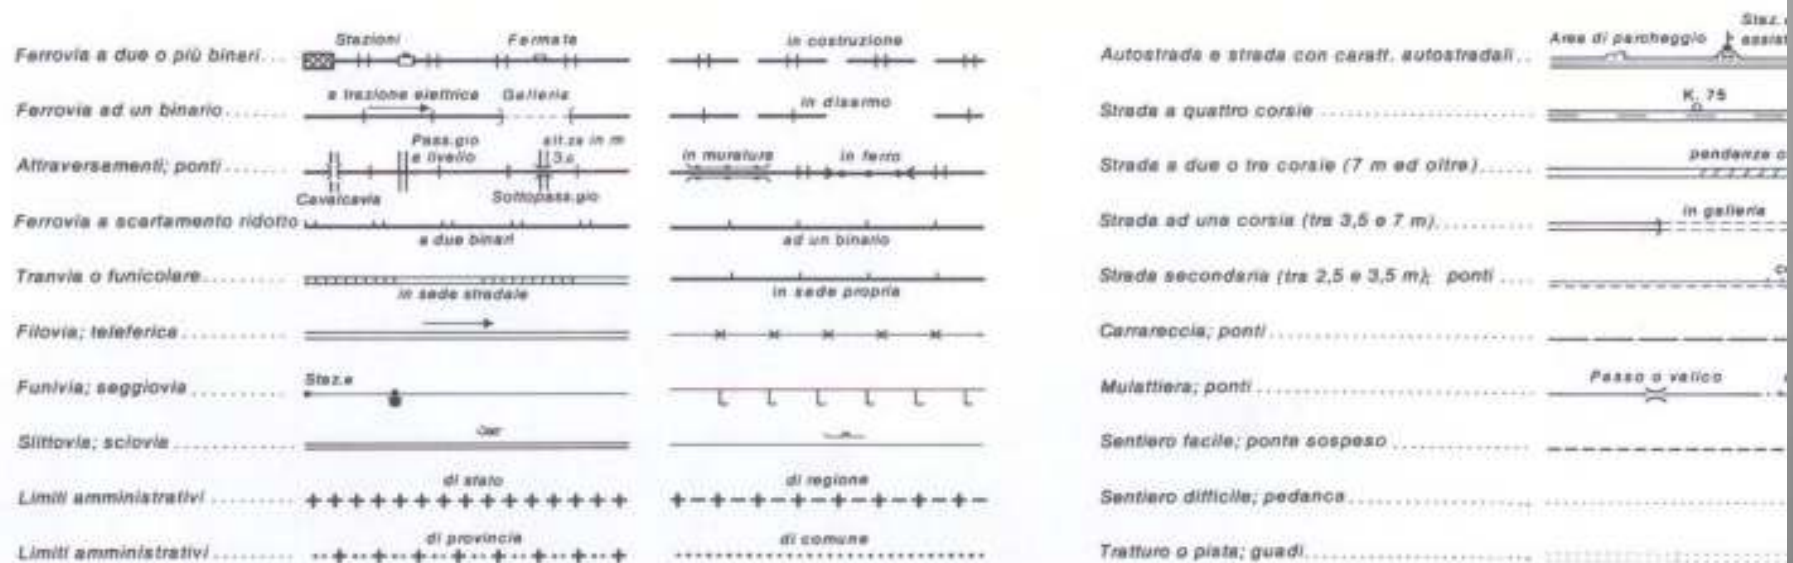 Stazioni Fermate
Ferrovia a due o più binari... in costruzione
a trazione elettrica Galleria
Ferrovia ad un binario....... in disarmo
Pass.gio a livello alt.za in m
Attraversamenti; ponti....... 3,0 in muratura in ferro
Cavalcavia Sottopass.gio
Ferrovia a scartamento ridotto
a due binari ad un binario
Tranvia o funicolare.........
in sede stradale in sede propria
Filovia; teleferica............
Funivia; seggiovia........... Staz.e
Slittovia; sciovia............
di stato di regione
Limiti amministrativi.........
di provincia di comune
Limiti amministrativi.........
Area di parcheggio Staz.
Autostrada e strada con caratt. autostradali.. assist
K. 75
Strada a quattro corsie.......................
pendenza
Strada a due o tre corsie (7 m ed oltre)......
in galleria
Strada ad una corsia (tra 3,5 e 7 m)............
Strada secondaria (tra 2,5 e 3,5 m); ponti ....
Carrareccia; ponti..............................
Passo o valico
Mulattiera; ponti................................
Sentiero facile; ponte sospeso.................
Sentiero difficile; pedanca.....................
Tratturo o pista; guadi.........................